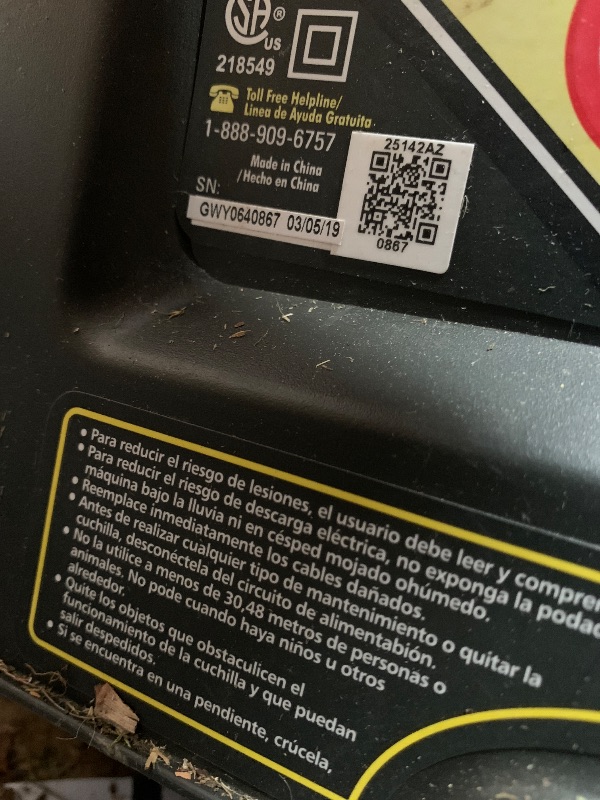 SA®
US
218549
Toll Free Helpline/
Línea de Ayuda Gratuita
1-888-909-6757
Made in China
/Hecho en China
SN:
GWY0640867 03/05/19
25142AZ
0867
• Para reducir el riesgo de lesiones, el usuario debe leer y comprer
• Para reducir el riesgo de descarga eléctrica, no exponga la podad
máquina bajo la lluvia ni en césped mojado ohúmedo.
• Reemplace inmediatamente los cables dañados.
• Antes de realizar cualquier tipo de mantenimiento o quitar la
cuchilla, desconéctela del circuito de alimentabión.
• No la utilice a menos de 30,48 metros de personas o
animales. No pode cuando haya niños u otros
alrededor.
• Quite los objetos que obstaculicen el
funcionamiento de la cuchilla y que puedan
salir despedidos.
• Si se encuentra en una pendiente, crúcela,